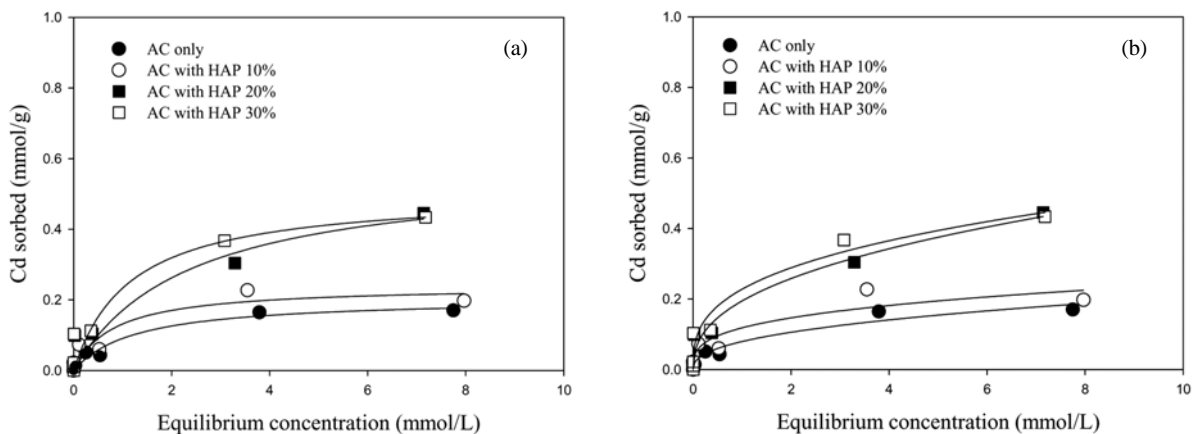 1.0
0.8
0.6
0.4
0.2
0.0
Cd sorbed (mmol/g)
AC only
AC with HAP 10%
AC with HAP 20%
AC with HAP 30%
(a)
0 2 4 6 8 10
Equilibrium concentration (mmol/L)
1.0
0.8
0.6
0.4
0.2
0.0
Cd sorbed (mmol/g)
AC only
AC with HAP 10%
AC with HAP 20%
AC with HAP 30%
(b)
0 2 4 6 8 10
Equilibrium concentration (mmol/L)